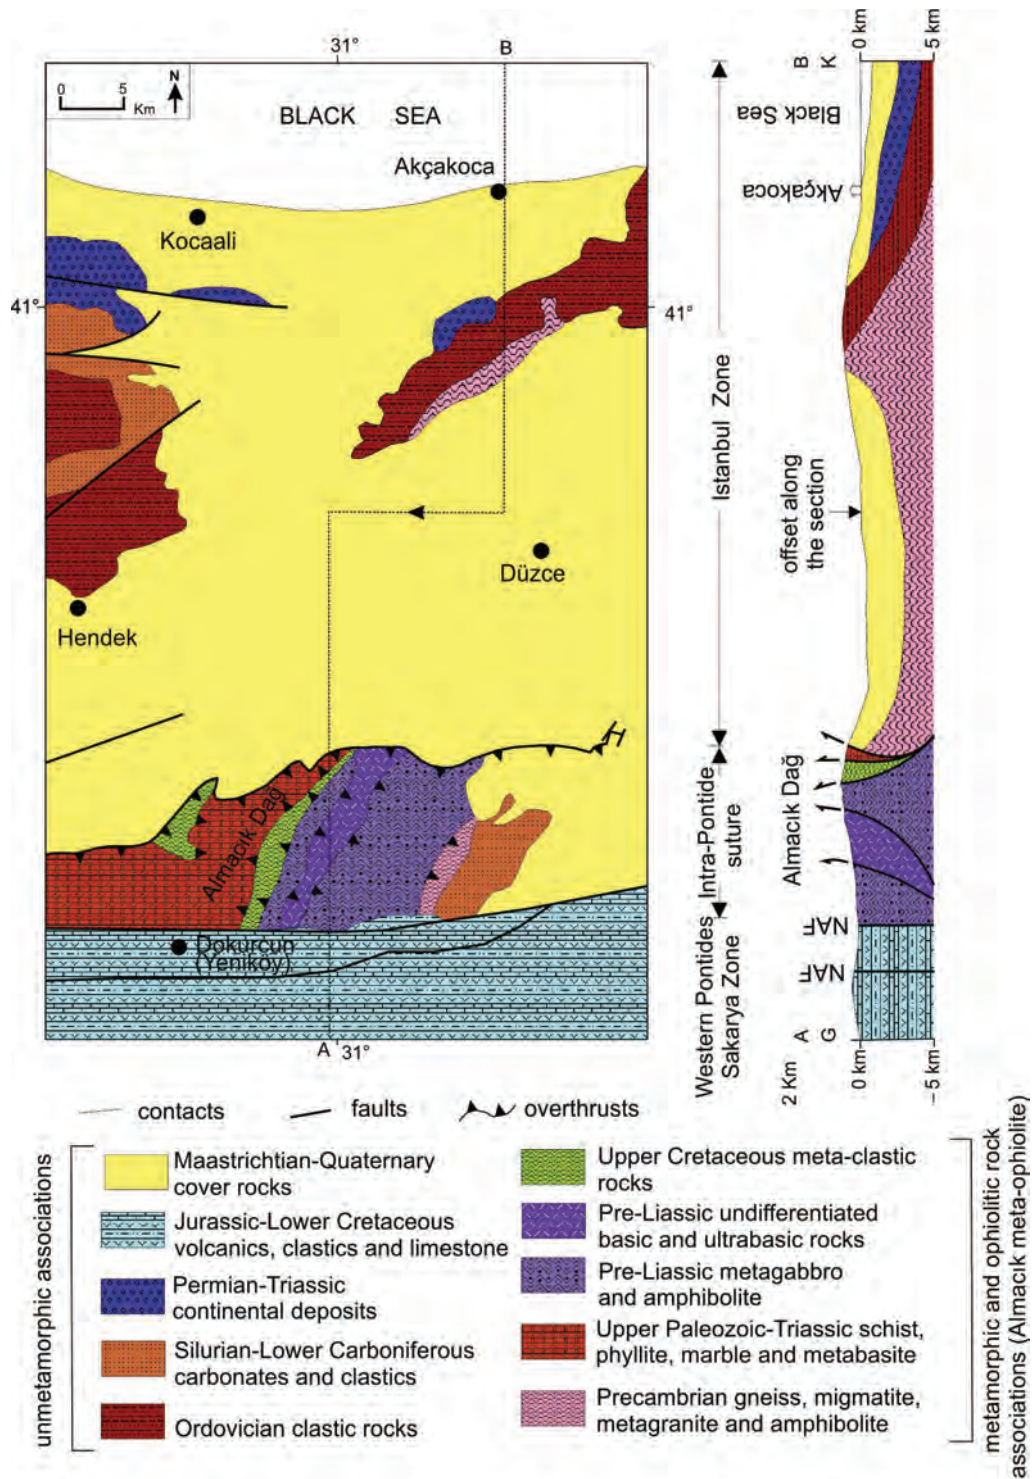 31°
B
0 5
Km
N
BLACK SEA
Akçakoca
Kocaali
41°
41°
Düzce
Hendek
H
Almacık Dağ
Dokurcun
(Yeniköy)
A 31°
0 km
5 km
B
K
Black Sea
Akçakoca
Istanbul Zone
offset along
the section
Intra-Pontide
suture
Almacık Dağ
Western Pontides
Sakarya Zone
NAF
NAF
A
G
2 Km
0 km
– 5 km
contacts
faults
overthrusts
unmetamorphic associations
Maastrichtian-Quaternary
cover rocks
Jurassic-Lower Cretaceous
volcanics, clastics and limestone
Permian-Triassic
continental deposits
Silurian-Lower Carboniferous
carbonates and clastics
Ordovician clastic rocks
Upper Cretaceous meta-clastic
rocks
Pre-Liassic undifferentiated
basic and ultrabasic rocks
Pre-Liassic metagabbro
and amphibolite
Upper Paleozoic-Triassic schist,
phyllite, marble and metabasite
Precambrian gneiss, migmatite,
metagranite and amphibolite
metamorphic and ophiolitic rock
associations (Almacık meta-ophiolite)